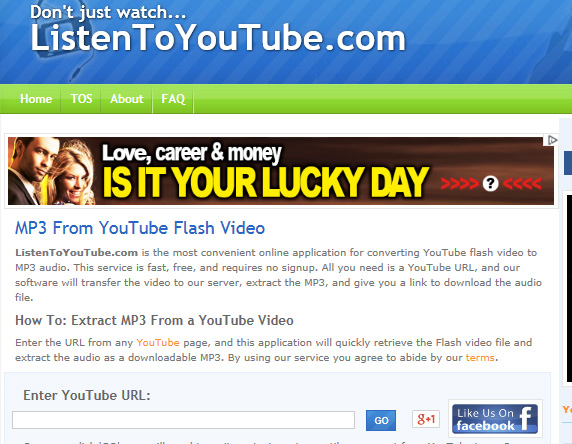 Don't just watch...
ListenToYouTube.com
Home TOS About FAQ
Love, career & money
IS IT YOUR LUCKY DAY >>>> ? <<<<
MP3 From YouTube Flash Video
ListenToYouTube.com is the most convenient online application for converting YouTube flash video to
MP3 audio. This service is fast, free, and requires no signup. All you need is a YouTube URL, and our
software will transfer the video to our server, extract the MP3, and give you a link to download the audio
file.
How To: Extract MP3 From a YouTube Video
Enter the URL from any YouTube page, and this application will quickly retrieve the Flash video file and
extract the audio as a downloadable MP3. By using our service you agree to abide by our terms.
Enter YouTube URL:
GO g+1 Like Us On
facebook f